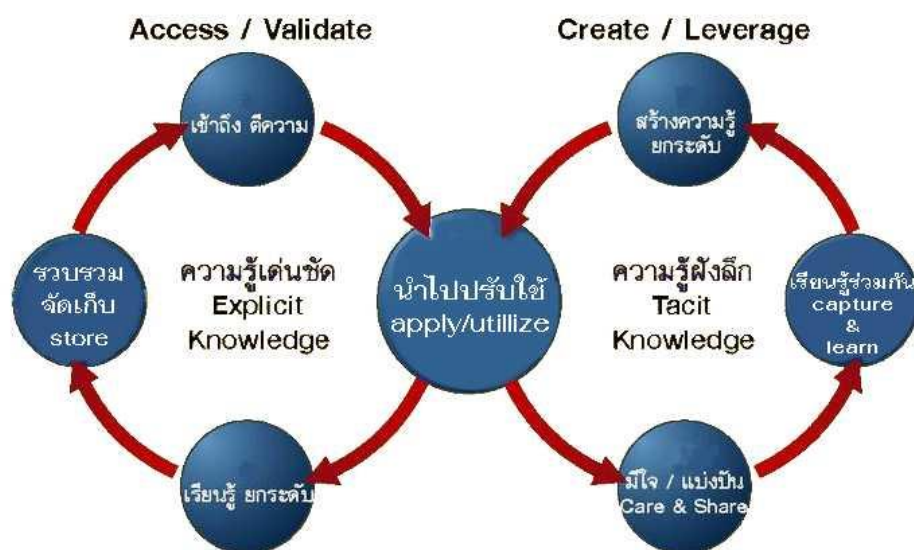 Access / Validate
Create / Leverage
เข้าถึง ตีความ
สร้างความรู้
ยกระดับ
รวบรวม
จัดเก็บ
store
ความรู้เด่นชัด
Explicit
Knowledge
นำไปปรับใช้
apply/utillize
ความรู้ฝังลึก
Tacit
Knowledge
เรียนรู้ร่วมกัน
capture
&
learn
เรียนรู้ ยกระดับ
มีใจ / แบ่งปัน
Care & Share